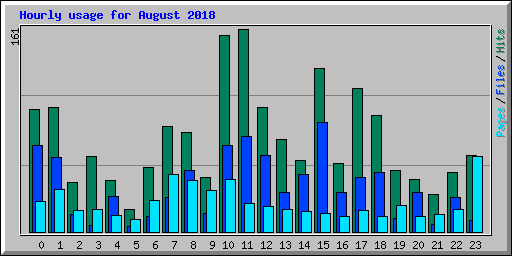 Hourly usage for August 2018
161
Pages/Files/Hits
0 1 2 3 4 5 6 7 8 9 10 11 12 13 14 15 16 17 18 19 20 21 22 23